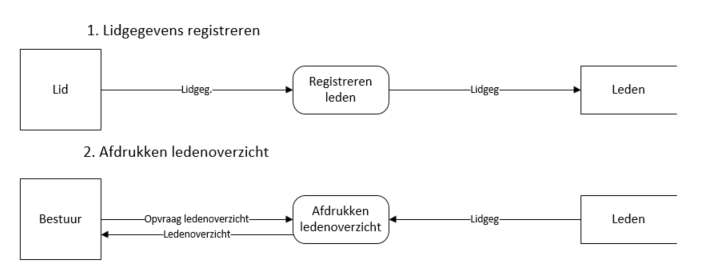 1. Lidgegevens registreren
Lid
Lidgeg.
Registreren
leden
Lidgeg
Leden
2. Afdrukken ledenoverzicht
Bestuur
Opvraag ledenoverzicht
Ledenoverzicht
Afdrukken
ledenoverzicht
Lidgeg
Leden